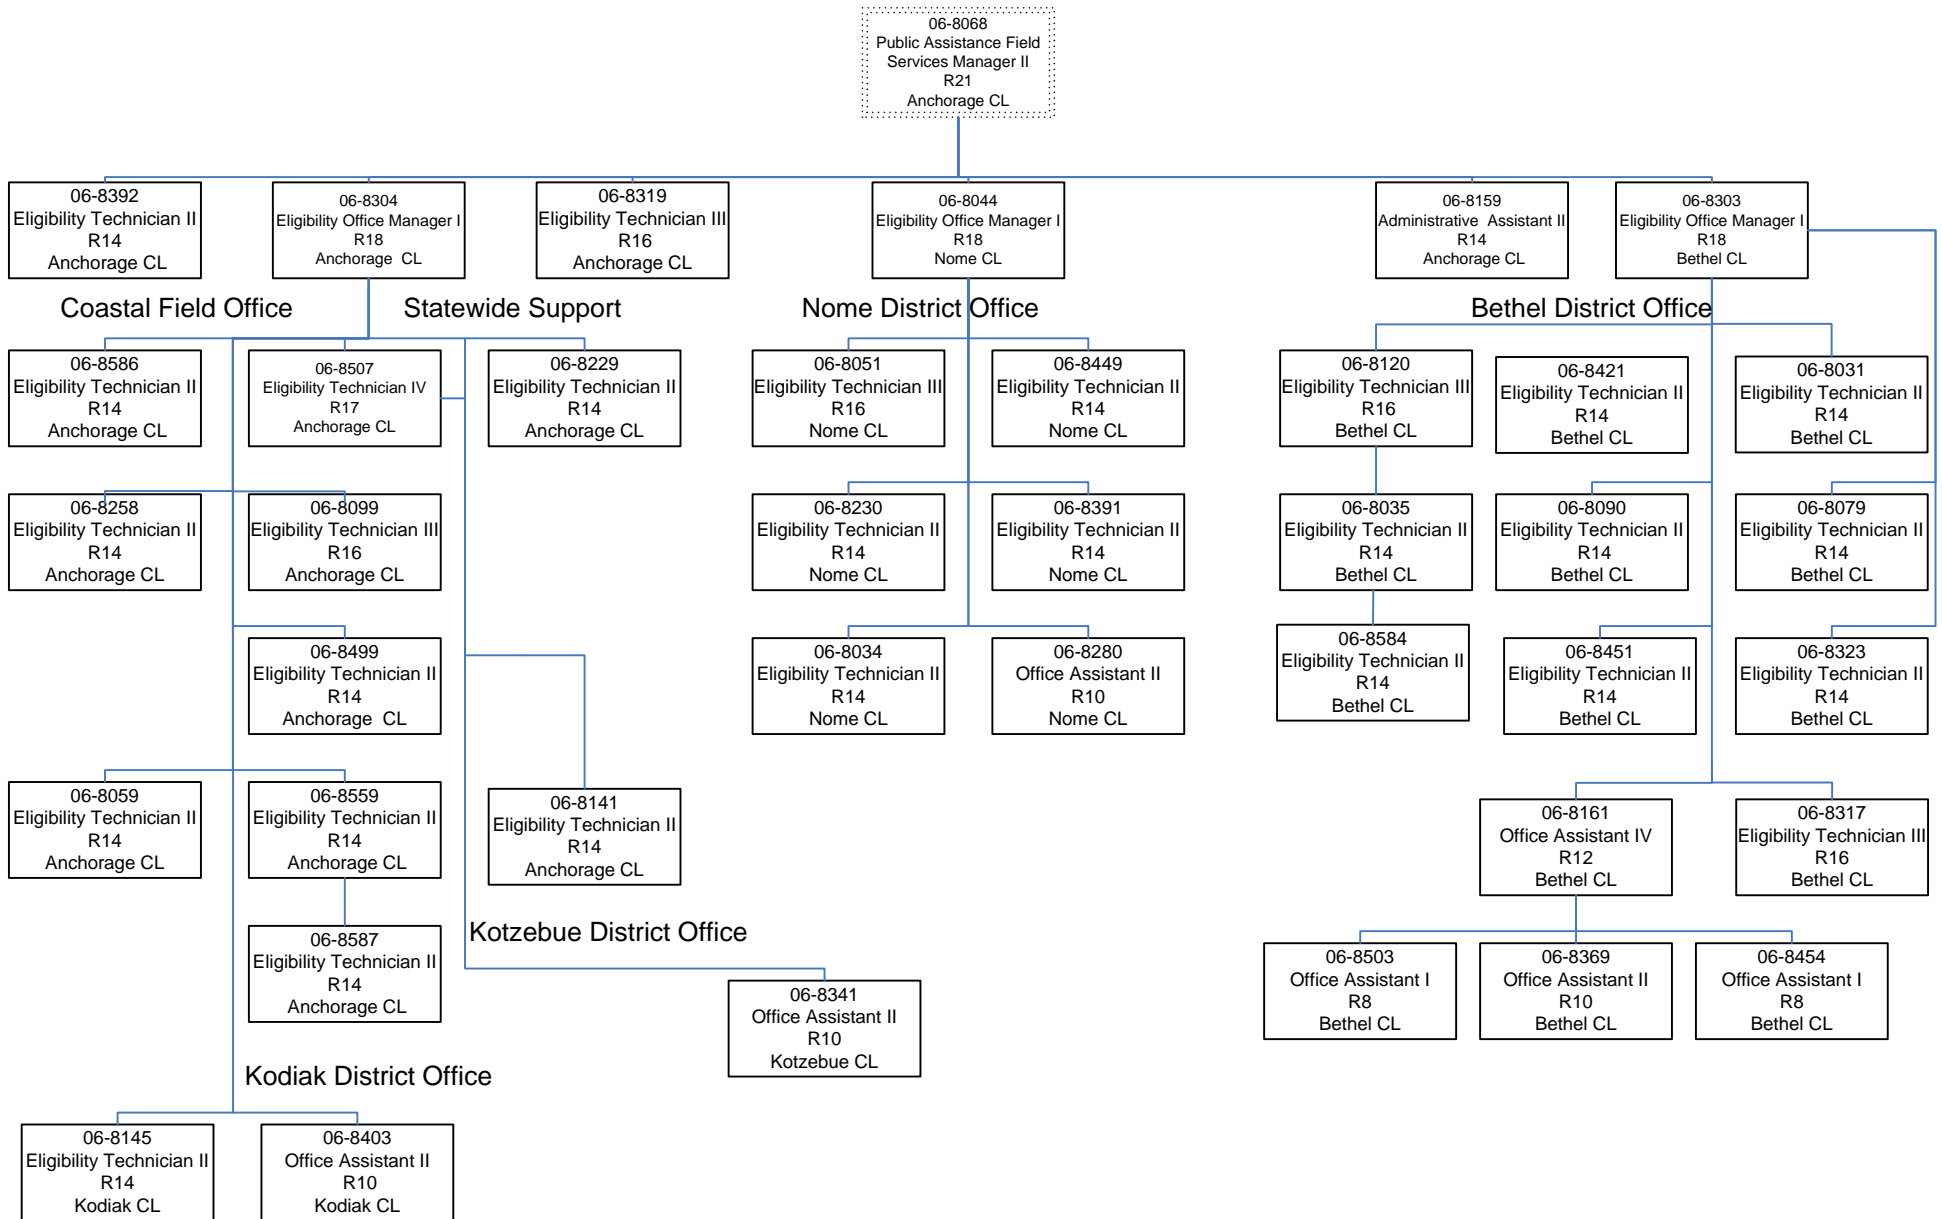 06-8068
Public Assistance Field
Services Manager II
R21
Anchorage CL
06-8392
Eligibility Technician II
R14
Anchorage CL
06-8304
Eligibility Office Manager I
R18
Anchorage  CL
06-8319
Eligibility Technician III
R16
Anchorage CL
06-8044
Eligibility Office Manager I
R18
Nome CL
06-8159
Administrative  Assistant II
R14
Anchorage CL
06-8303
Eligibility Office Manager I
R18
Bethel CL
Coastal Field Office
Statewide Support
Nome District Office
Bethel District Office
06-8586
Eligibility Technician II
R14
Anchorage CL
06-8507
Eligibility Technician IV
R17
Anchorage CL
06-8229
Eligibility Technician II
R14
Anchorage CL
06-8051
Eligibility Technician III
R16
Nome CL
06-8449
Eligibility Technician II
R14
Nome CL
06-8120
Eligibility Technician III
R16
Bethel CL
06-8421
Eligibility Technician II
R14
Bethel CL
06-8031
Eligibility Technician II
R14
Bethel CL
06-8258
Eligibility Technician II
R14
Anchorage CL
06-8099
Eligibility Technician III
R16
Anchorage CL
06-8230
Eligibility Technician II
R14
Nome CL
06-8391
Eligibility Technician II
R14
Nome CL
06-8035
Eligibility Technician II
R14
Bethel CL
06-8090
Eligibility Technician II
R14
Bethel CL
06-8079
Eligibility Technician II
R14
Bethel CL
06-8499
Eligibility Technician II
R14
Anchorage  CL
06-8034
Eligibility Technician II
R14
Nome CL
06-8280
Office Assistant II
R10
Nome CL
06-8584
Eligibility Technician II
R14
Bethel CL
06-8451
Eligibility Technician II
R14
Bethel CL
06-8323
Eligibility Technician II
R14
Bethel CL
06-8059
Eligibility Technician II
R14
Anchorage CL
06-8559
Eligibility Technician II
R14
Anchorage CL
06-8141
Eligibility Technician II
R14
Anchorage CL
06-8161
Office Assistant IV
R12
Bethel CL
06-8317
Eligibility Technician III
R16
Bethel CL
06-8587
Eligibility Technician II
R14
Anchorage CL
Kotzebue District Office
06-8341
Office Assistant II
R10
Kotzebue CL
06-8503
Office Assistant I
R8
Bethel CL
06-8369
Office Assistant II
R10
Bethel CL
06-8454
Office Assistant I
R8
Bethel CL
Kodiak District Office
06-8145
Eligibility Technician II
R14
Kodiak CL
06-8403
Office Assistant II
R10
Kodiak CL